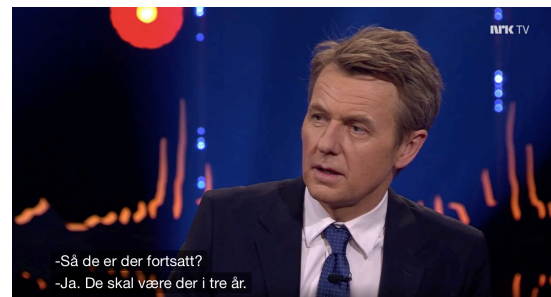 NRK TV
-Så de er der fortsatt?
-Ja. De skal være der i tre år.